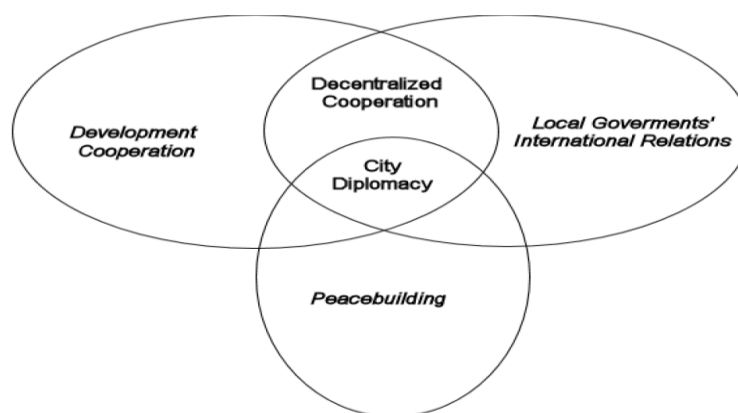 Decentralized
Cooperation
Development
Cooperation
Local Goverments'
International Relations
City
Diplomacy
Peacebuilding